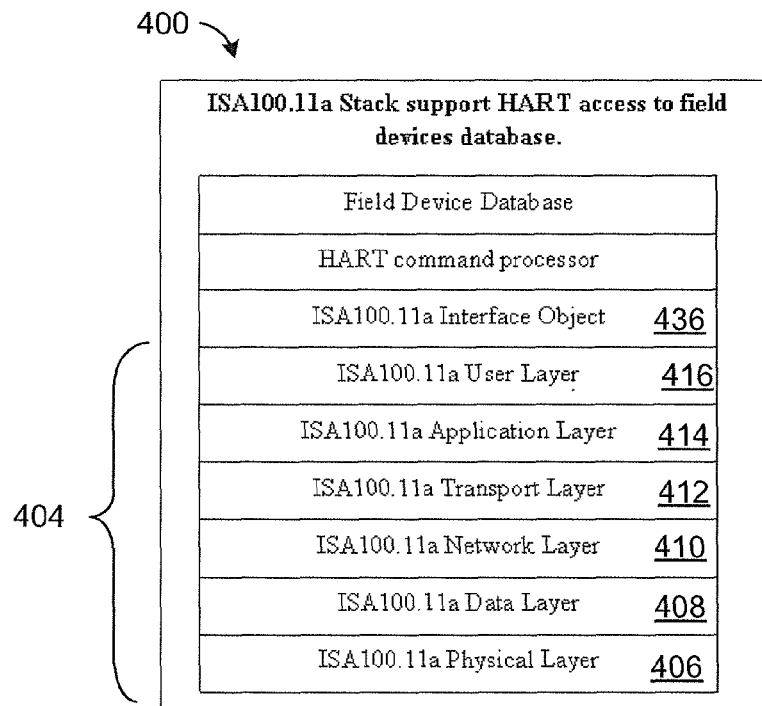 400
ISA100.11a Stack support HART access to field
devices database.
Field Device Database
HART command processor
ISA100.11a Interface Object 436
ISA100.11a User Layer 416
ISA100.11a Application Layer 414
ISA100.11a Transport Layer 412
404
ISA100.11a Network Layer 410
ISA100.11a Data Layer 408
ISA100.11a Physical Layer 406